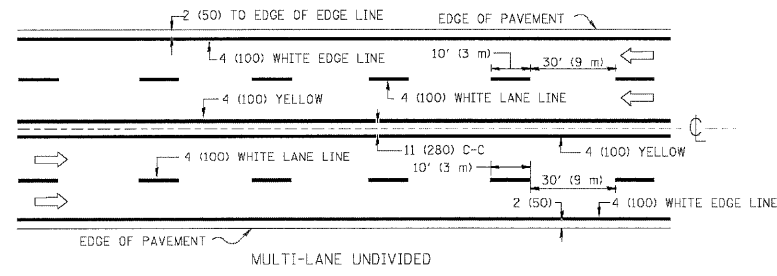 2 (50) TO EDGE OF EDGE LINE
EDGE OF PAVEMENT
4 (100) WHITE EDGE LINE
10' (3 m)
30' (9 m)
4 (100) YELLOW
4 (100) WHITE LANE LINE
4 (100) WHITE LANE LINE
11 (280) C-C
4 (100) YELLOW
10' (3 m)
30' (9 m)
2 (50)
4 (100) WHITE EDGE LINE
EDGE OF PAVEMENT
MULTI-LANE UNDIVIDED